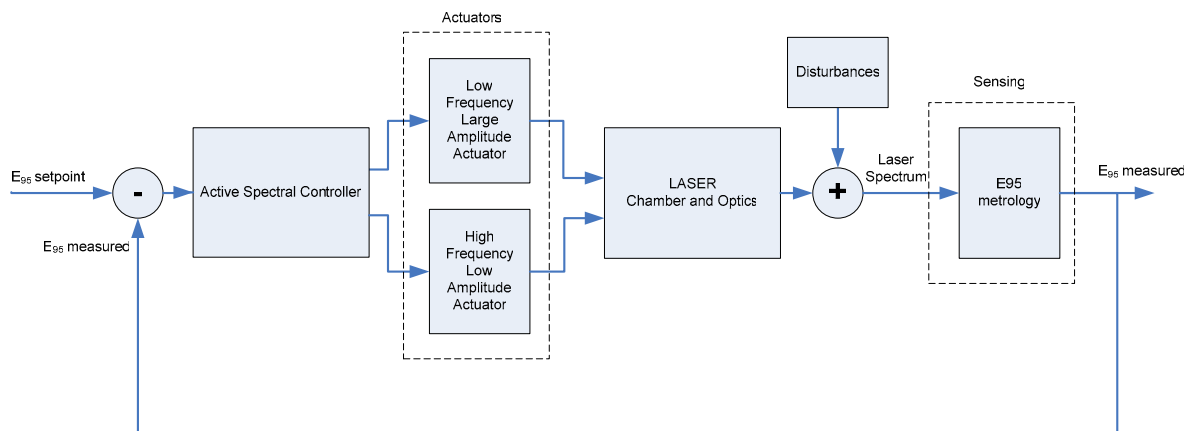 Actuators
Low
Frequency
Large
Amplitude
Actuator
Disturbances
Sensing
E95 setpoint
-
Active Spectral Controller
LASER
Chamber and Optics
+
Laser
Spectrum
E95
metrology
E95 measured
E95 measured
High
Frequency
Low
Amplitude
Actuator